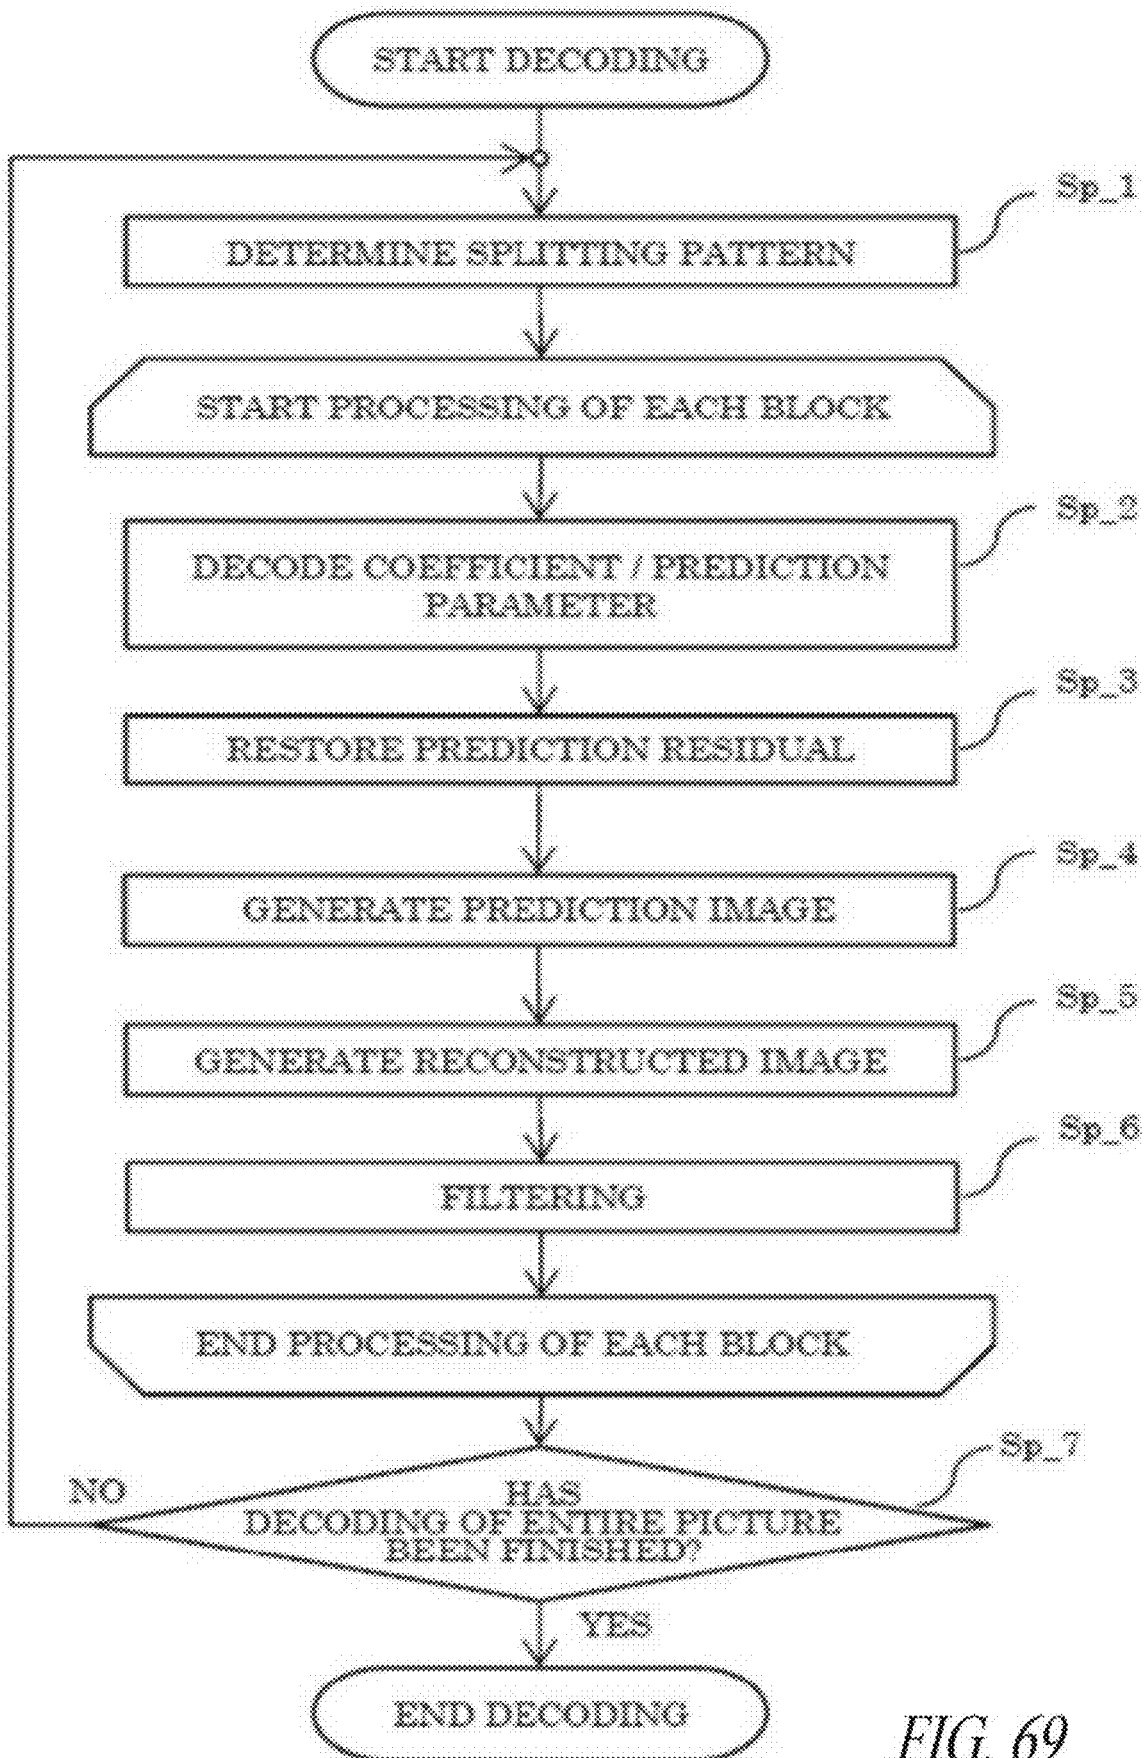 START DECODING
Sp_1
DETERMINE SPLITTING PATTERN
START PROCESSING OF EACH BLOCK
Sp_2
DECODE COEFFICIENT / PREDICTION
PARAMETER
Sp_3
RESTORE PREDICTION RESIDUAL
Sp_4
GENERATE PREDICTION IMAGE
Sp_5
GENERATE RECONSTRUCTED IMAGE
Sp_6
FILTERING
END PROCESSING OF EACH BLOCK
Sp_7
NO
HAS
DECODING OF ENTIRE PICTURE
BEEN FINISHED?
YES
END DECODING
FIG. 69